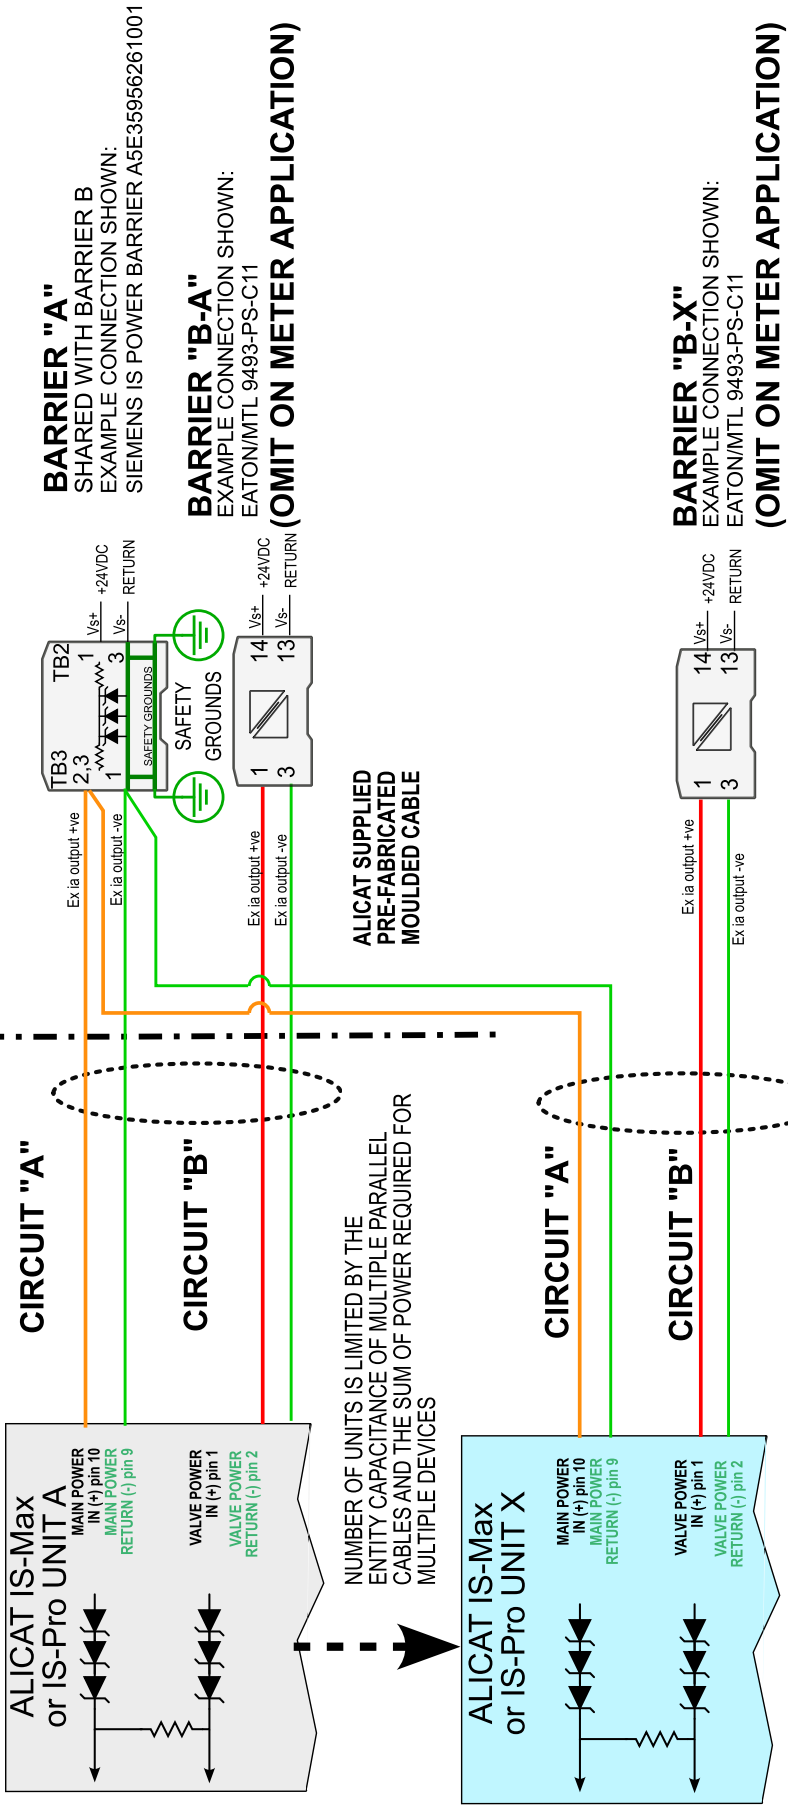 ALICAT IS-Max
or IS-Pro UNIT A
MAIN POWER
IN (+) pin 10
MAIN POWER
RETURN (-) pin 9
VALVE POWER
IN (+) pin 1
VALVE POWER
RETURN (-) pin 2
CIRCUIT "A"
CIRCUIT "B"
Ex ia output +ve
Ex ia output -ve
Ex ia output +ve
Ex ia output -ve
TB3
2,3
1
TB2
1
3
SAFETY GROUNDS
Vs+
+24VDC
Vs-
RETURN
SAFETY
GROUNDS
1
3
14
13
Vs+
+24VDC
Vs-
RETURN
BARRIER "A"
SHARED WITH BARRIER B
EXAMPLE CONNECTION SHOWN:
SIEMENS IS POWER BARRIER A5E35956261001
BARRIER "B-A"
EXAMPLE CONNECTION SHOWN:
EATON/MTL 9493-PS-C11
(OMIT ON METER APPLICATION)
NUMBER OF UNITS IS LIMITED BY THE
ENTITY CAPACITANCE OF MULTIPLE PARALLEL
CABLES AND THE SUM OF POWER REQUIRED FOR
MULTIPLE DEVICES
ALICAT SUPPLIED
PRE-FABRICATED
MOULDED CABLE
ALICAT IS-Max
or IS-Pro UNIT X
MAIN POWER
IN (+) pin 10
MAIN POWER
RETURN (-) pin 9
VALVE POWER
IN (+) pin 1
VALVE POWER
RETURN (-) pin 2
CIRCUIT "A"
CIRCUIT "B"
Ex ia output +ve
Ex ia output -ve
1
3
14
13
Vs+
+24VDC
Vs-
RETURN
BARRIER "B-X"
EXAMPLE CONNECTION SHOWN:
EATON/MTL 9493-PS-C11
(OMIT ON METER APPLICATION)